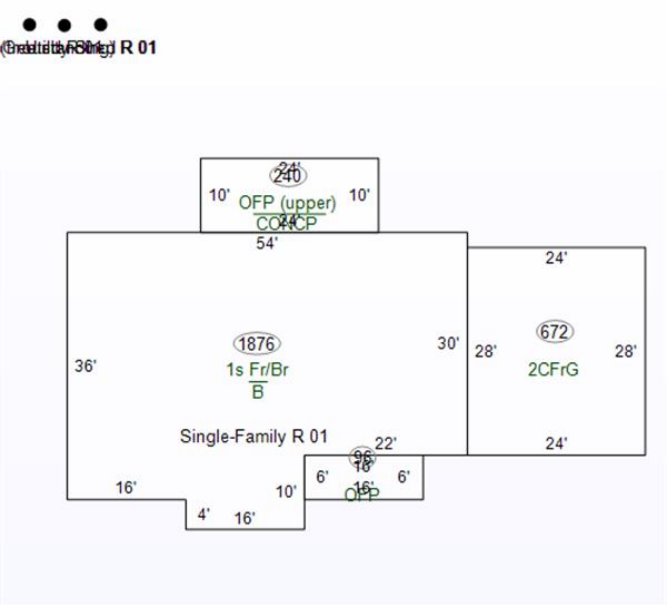 R 01
24'
240
10' 10'
OFP (upper)
24'
CONCP
54'
24'
1876
672
30'
36'
28' 28'
1s Fr/Br
B
2CFrG
Single-Family R 01
22'
24'
96
16'
6' 6'
16'
OFP
16'
10'
4'
16'